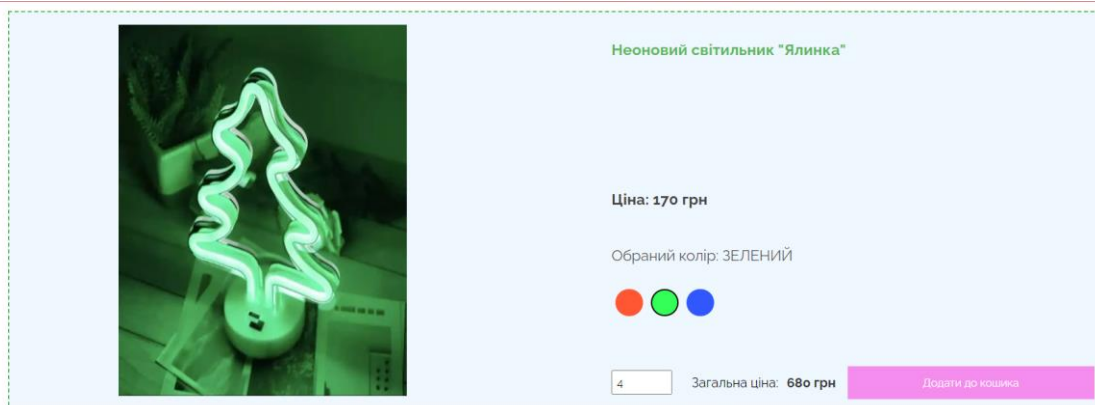 Неоновий світильник "Ялинка"
Ціна: 170 грн
Обраний колір: ЗЕЛЕНИЙ
4 Загальна ціна: 680 грн Додати до кошика